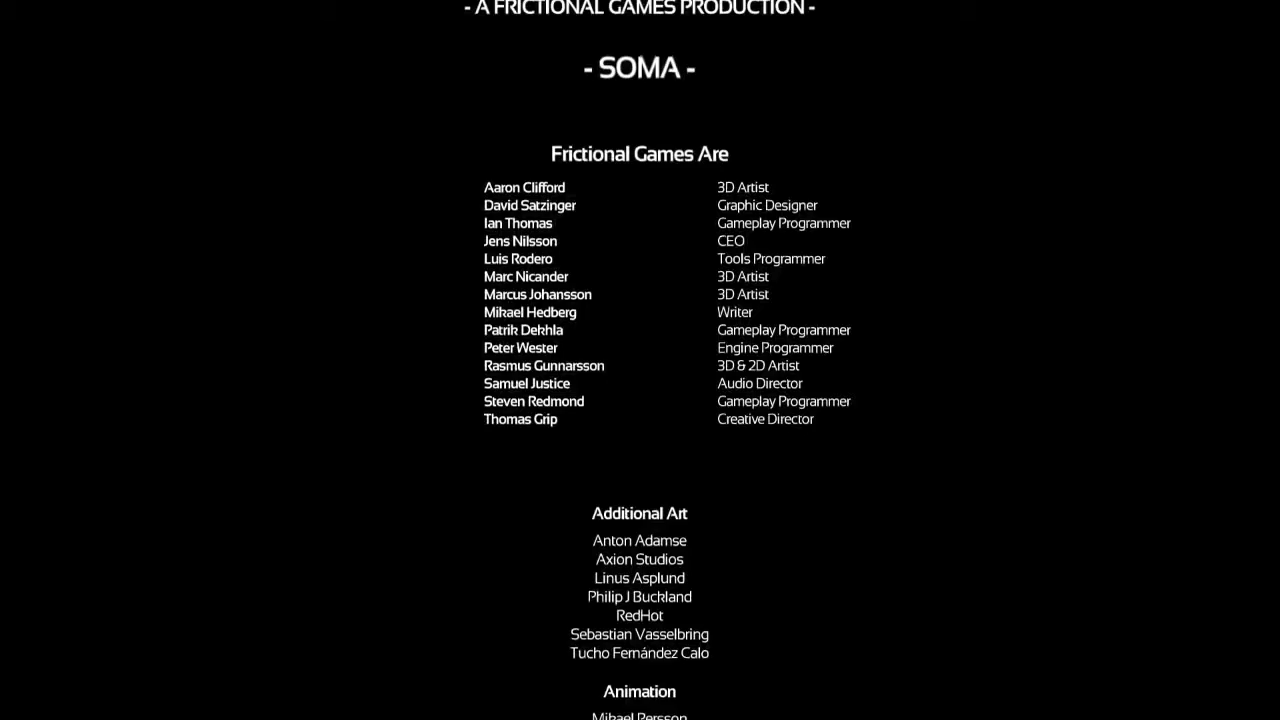 - A FRICTIONAL GAMES PRODUCTION -
- SOMA -
Frictional Games Are
Aaron Clifford 3D Artist
David Satzinger Graphic Designer
Ian Thomas Gameplay Programmer
Jens Nilsson CEO
Luis Rodero Tools Programmer
Marc Nicander 3D Artist
Marcus Johansson 3D Artist
Mikael Hedberg Writer
Patrik Dekhla Gameplay Programmer
Peter Wester Engine Programmer
Rasmus Gunnarsson 3D & 2D Artist
Samuel Justice Audio Director
Steven Redmond Gameplay Programmer
Thomas Grip Creative Director
Additional Art
Anton Adamse
Axion Studios
Linus Asplund
Philip J Buckland
RedHot
Sebastian Vasselbring
Tucho Fernández Calo
Animation
Mikael Persson